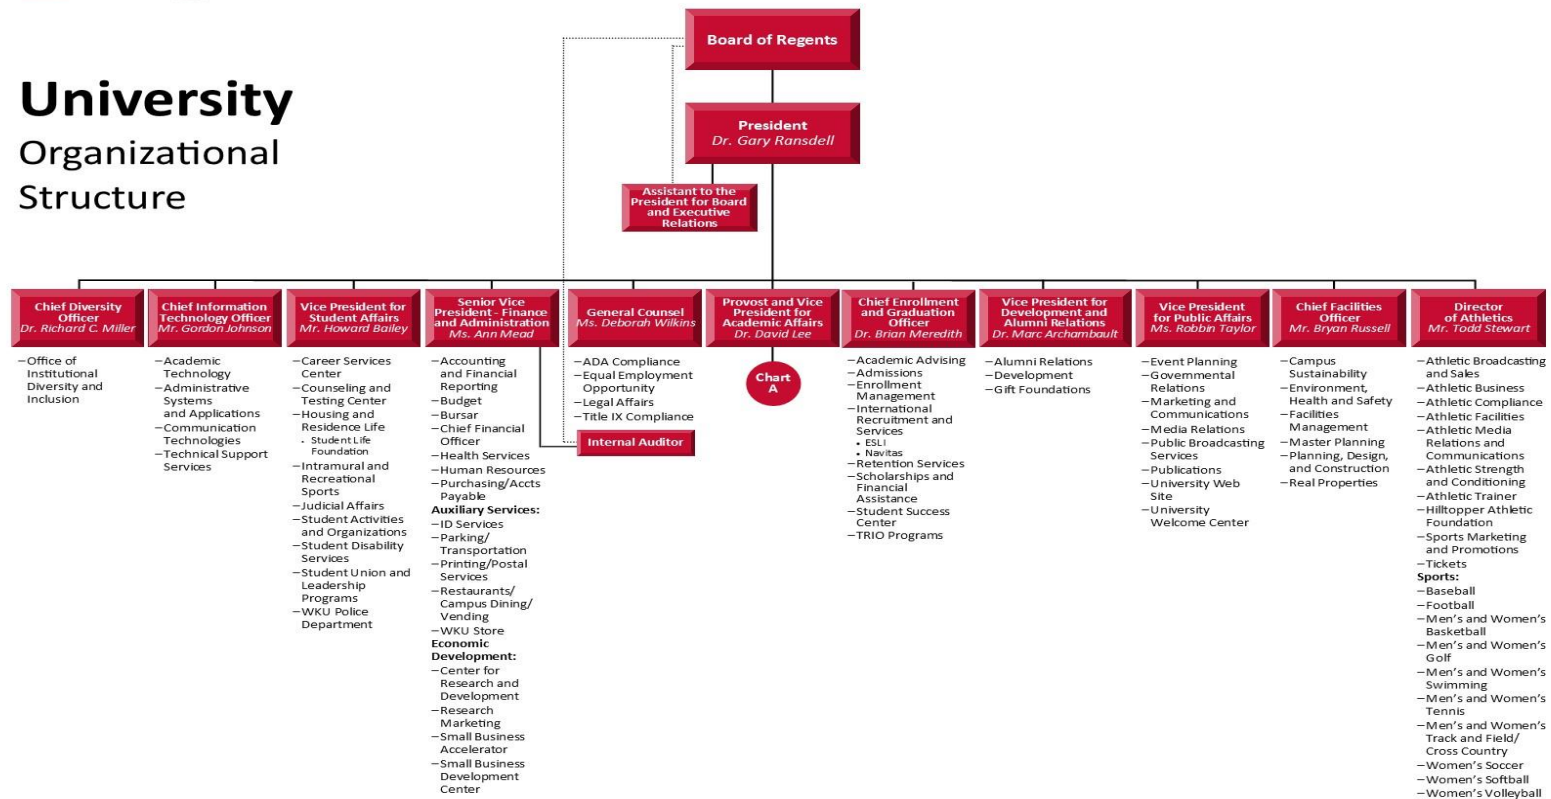 University
Organizational
Structure
Board of Regents
President
Dr. Gary Ransdell
Assistant to the
President for Board
and Executive
Relations
Chief Diversity
Officer
Dr. Richard C. Miller
–Office of
Institutional
Diversity and
Inclusion
Chief Information
Technology Officer
Mr. Gordon Johnson
–Academic
Technology
–Administrative
Systems
and Applications
–Communication
Technologies
–Technical Support
Services
Vice President for
Student Affairs
Mr. Howard Bailey
–Career Services
Center
–Counseling and
Testing Center
–Housing and
Residence Life
• Student Life
Foundation
–Intramural and
Recreational
Sports
–Judicial Affairs
–Student Activities
and Organizations
–Student Disability
Services
–Student Union and
Leadership
Programs
–WKU Police
Department
Senior Vice
President - Finance
and Administration
Ms. Ann Mead
–Accounting
and Financial
Reporting
–Budget
–Bursar
–Chief Financial
Officer
–Health Services
–Human Resources
–Purchasing/Accts
Payable
Auxiliary Services:
–ID Services
–Parking/
Transportation
–Printing/Postal
Services
–Restaurants/
Campus Dining/
Vending
–WKU Store
Economic
Development:
–Center for
Research and
Development
–Research
Marketing
–Small Business
Accelerator
–Small Business
Development
Center
General Counsel
Ms. Deborah Wilkins
–ADA Compliance
–Equal Employment
Opportunity
–Legal Affairs
–Title IX Compliance
Internal Auditor
Provost and Vice
President for
Academic Affairs
Dr. David Lee
Chart
A
Chief Enrollment
and Graduation
Officer
Dr. Brian Meredith
–Academic Advising
–Admissions
–Enrollment
Management
–International
Recruitment and
Services
• ESLI
• Navitas
–Retention Services
–Scholarships and
Financial
Assistance
–Student Success
Center
–TRIO Programs
Vice President for
Development and
Alumni Relations
Dr. Marc Archambault
–Alumni Relations
–Development
–Gift Foundations
Vice President
for Public Affairs
Ms. Robbin Taylor
–Event Planning
–Governmental
Relations
–Marketing and
Communications
–Media Relations
–Public Broadcasting
Services
–Publications
–University Web
Site
–University
Welcome Center
Chief Facilities
Officer
Mr. Bryan Russell
–Campus
Sustainability
–Environment,
Health and Safety
–Facilities
Management
–Master Planning
–Planning, Design,
and Construction
–Real Properties
Director
of Athletics
Mr. Todd Stewart
–Athletic Broadcasting
and Sales
–Athletic Business
–Athletic Compliance
–Athletic Facilities
–Athletic Media
Relations and
Communications
–Athletic Strength
and Conditioning
–Athletic Trainer
–Hilltopper Athletic
Foundation
–Sports Marketing
and Promotions
–Tickets
Sports:
–Baseball
–Football
–Men's and Women's
Basketball
–Men's and Women's
Golf
–Men's and Women's
Swimming
–Men's and Women's
Tennis
–Men's and Women's
Track and Field/
Cross Country
–Women's Soccer
–Women's Softball
–Women's Volleyball